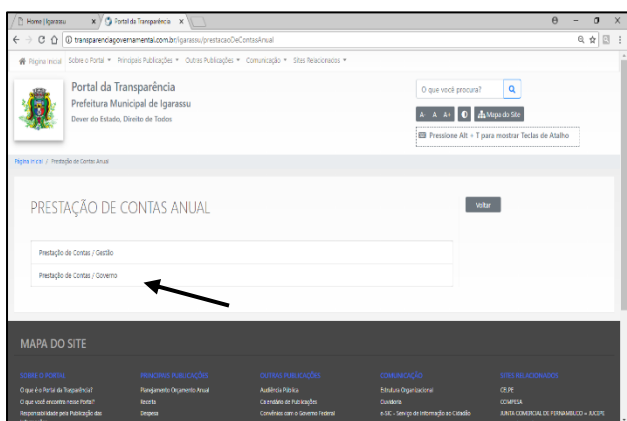 Home | Igarassu
Portal da Transparência
transparenciagovernamental.com.br/igarassu/prestacaoDeContasAnual
Página Inicial Sobre o Portal Principais Publicações Outras Publicações Comunicação Sites Relacionados
Portal da Transparência
Prefeitura Municipal de Igarassu
Dever do Estado, Direito de Todos
O que você procura?
A- A A+ Mapa do Site
Pressione Alt + T para mostrar Teclas de Atalho
Página Inicial / Prestação de Contas Anual
PRESTAÇÃO DE CONTAS ANUAL
Voltar
Prestação de Contas / Gestão
Prestação de Contas / Governo
MAPA DO SITE
SOBRE O PORTAL PRINCIPAIS PUBLICAÇÕES OUTRAS PUBLICAÇÕES COMUNICAÇÃO SITES RELACIONADOS
O que é o Portal da Trasparência? Planejamento Orçamento Anual Audiência Pública Estrutura Organizacional CELPE
O que você encontra nesse Portal? Receita Calendário de Publicações Ouvidoria COMPESA
Responsabilidade pela Publicação das Despesa Convênios com o Governo Federal e-SIC - Serviço de Informação ao Cidadão JUNTA COMERCIAL DE PERNAMBUCO – JUCEPE